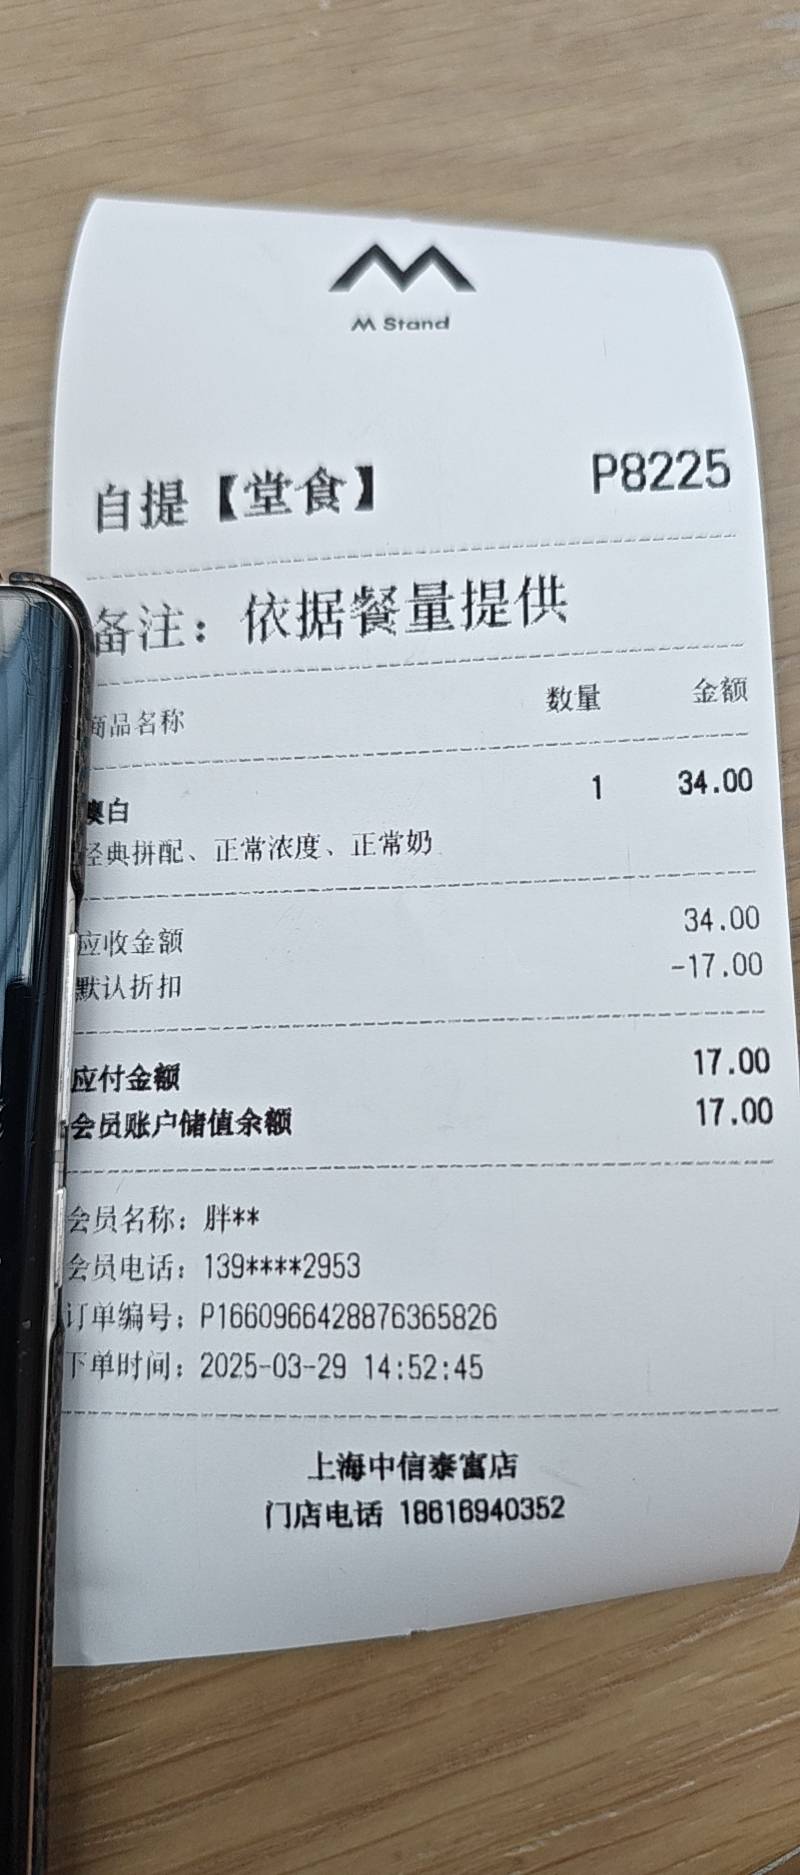 M Stand
自提【堂食】 P8225
备注：依据餐量提供
商品名称 数量 金额
澳白 1 34.00
经典拼配、正常浓度、正常奶
应收金额 34.00
默认折扣 -17.00
应付金额 17.00
会员账户储值余额 17.00
会员名称：胖**
会员电话：139****2953
订单编号：P1660966428876365826
下单时间：2025-03-29 14:52:45
上海中信泰富店
门店电话 18616940352